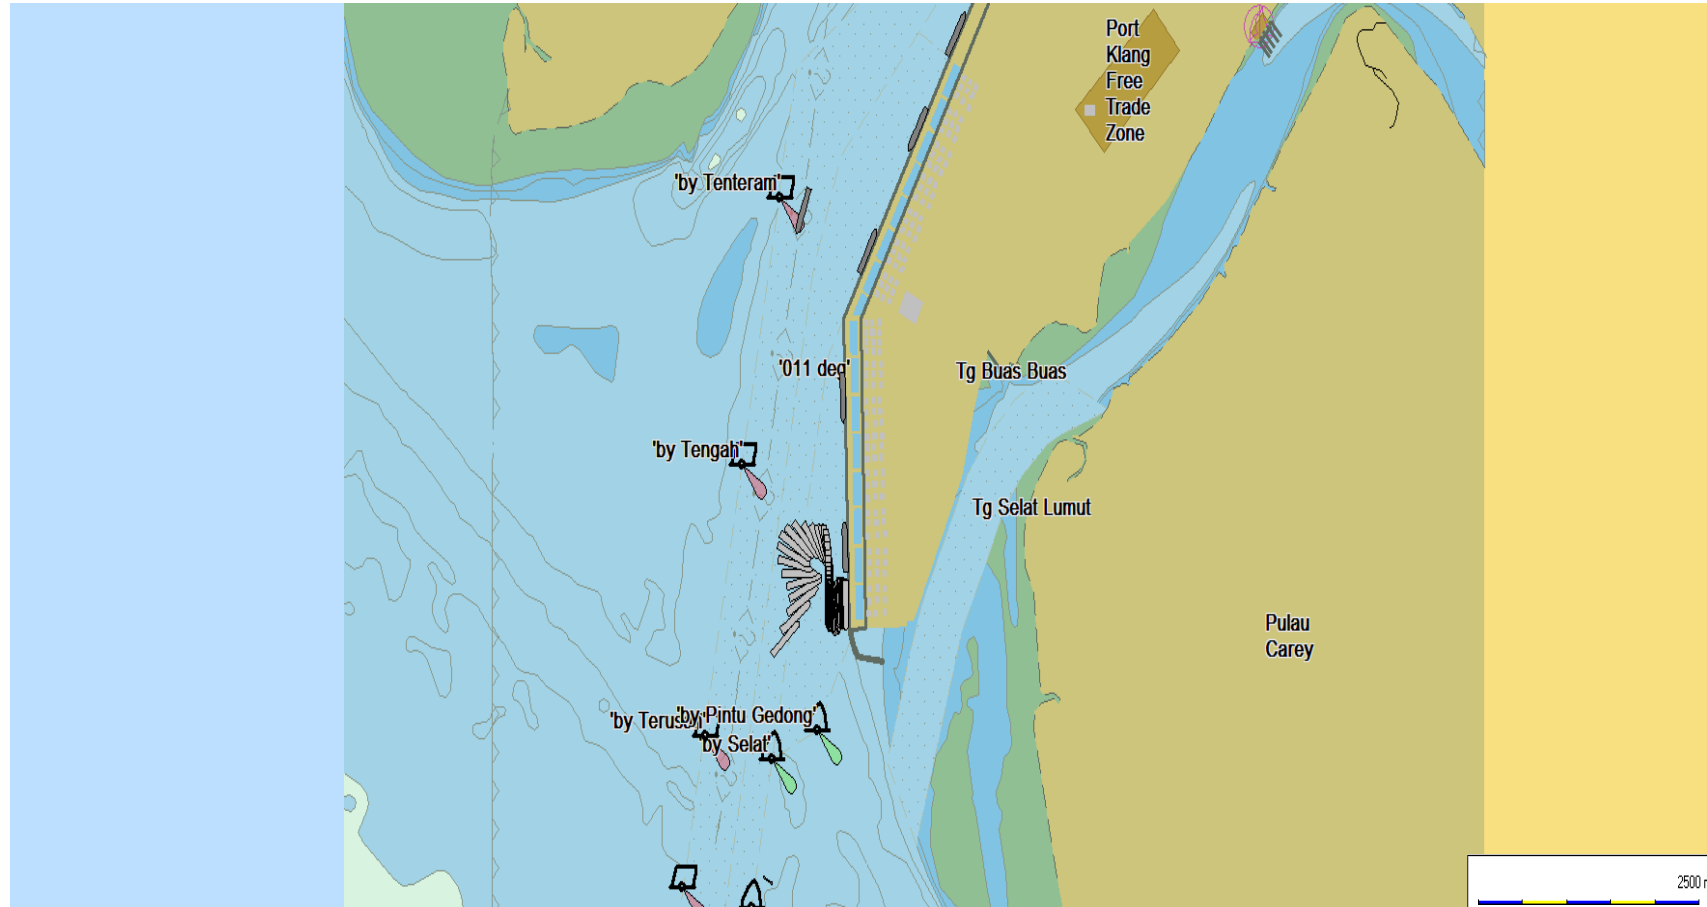 Port
Klang
Free
Trade
Zone
'by Tenteram'
'011 deg'
Tg Buas Buas
'by Tengah'
Tg Selat Lumut
Pulau
Carey
'by Pintu Gedong'
by Selat'
2500